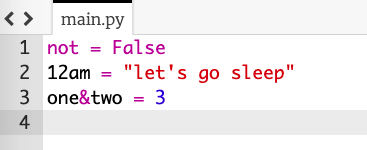 main.py
1 not = False
2 12am = "let's go sleep"
3 one&two = 3
4